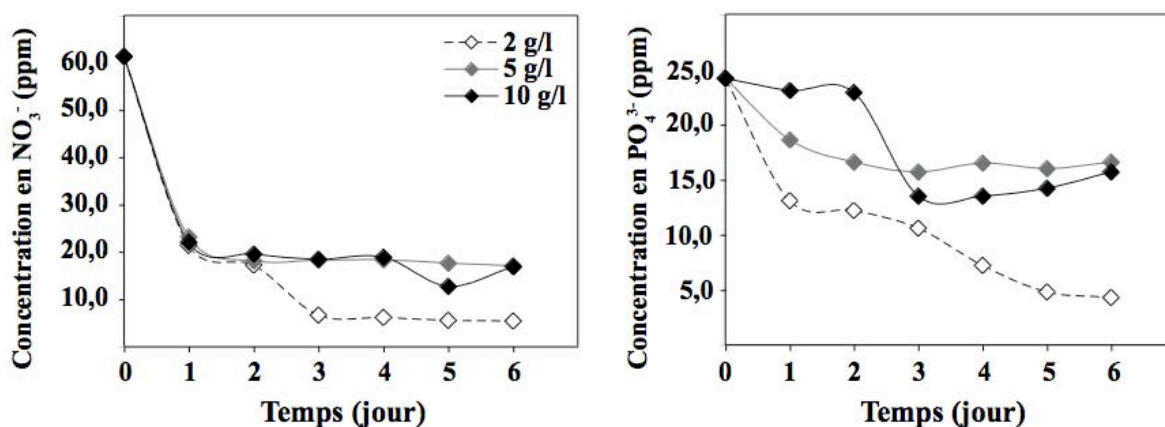 Concentration en NO₃⁻ (ppm)
60,0
50,0
40,0
30,0
20,0
10,0
2 g/l
5 g/l
10 g/l
0 1 2 3 4 5 6
Temps (jour)
Concentration en PO₄³⁻ (ppm)
25,0
20,0
15,0
10,0
5,0
0 1 2 3 4 5 6
Temps (jour)